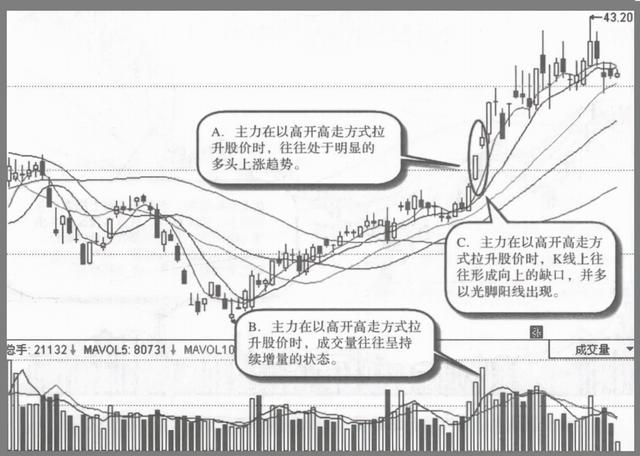 43.20
A. 主力在以高开高走方式拉
升股价时，往往处于明显的
多头上涨趋势。
C. 主力在以高开高走方
式拉升股价时，K线上往
往形成向上的缺口，并多
以光脚阳线出现。
B. 主力在以高开高走方式拉
升股价时，成交量往往呈持
续增量的状态。
涨
总手: 21132↓ MAVOL5: 80731↓ MAVOL10
成交量